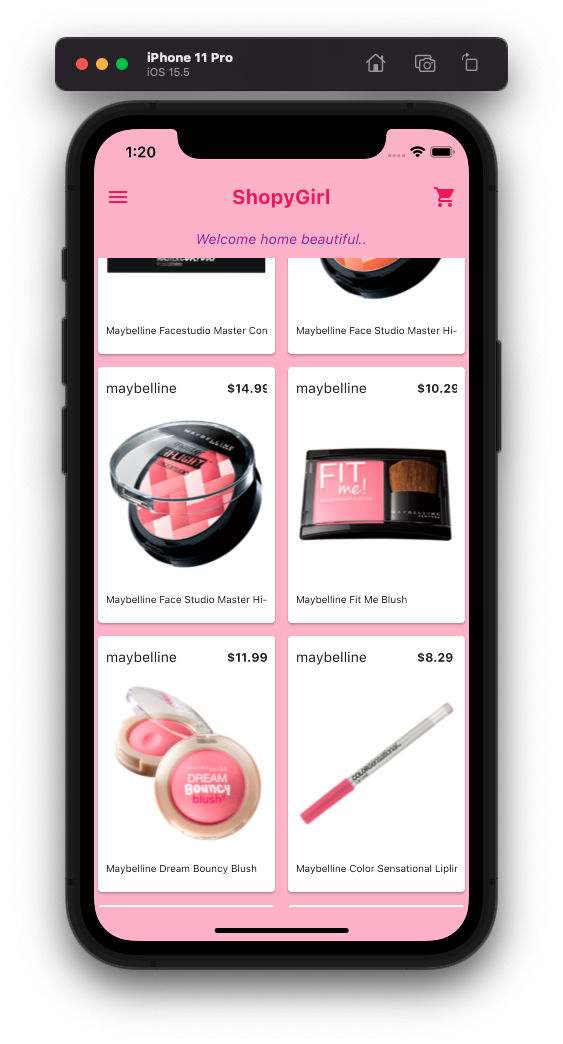 iPhone 11 Pro
iOS 15.5
1:20
ShopyGirl
Welcome home beautiful..
Maybelline Facestudio Master Con
Maybelline Face Studio Master Hi-
maybelline $14.99
maybelline $10.29
MAYBELLINE
FIT
me!
MAYBELLINE
Maybelline Face Studio Master Hi-
Maybelline Fit Me Blush
maybelline $11.99
maybelline $8.29
MAYBELLINE
DREAM
Bouncy
blush
COLORsensational
Maybelline Dream Bouncy Blush
Maybelline Color Sensational Liplin